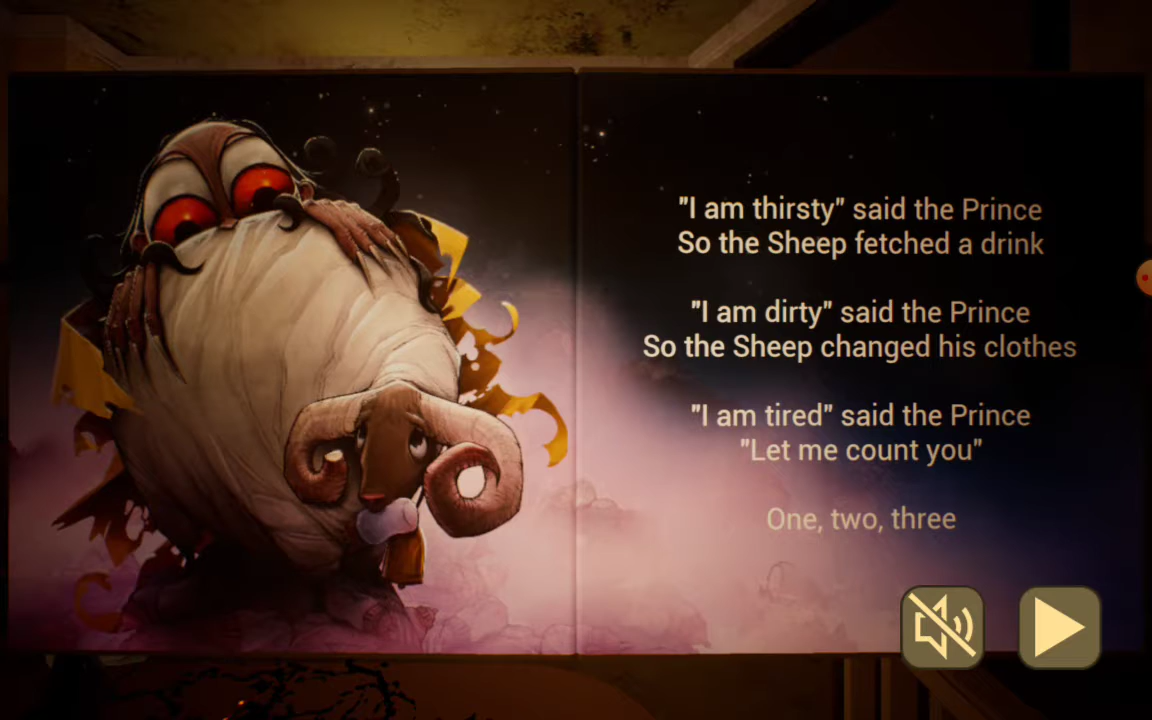 "I am thirsty" said the Prince
So the Sheep fetched a drink
"I am dirty" said the Prince
So the Sheep changed his clothes
"I am tired" said the Prince
"Let me count you"
One, two, three